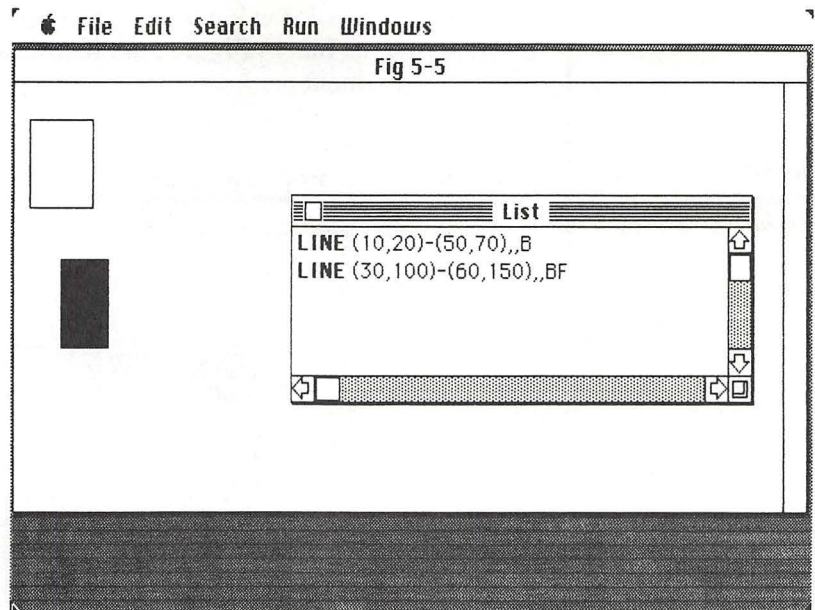 File Edit Search Run Windows
Fig 5-5
List
LINE (10,20)-(50,70),,B
LINE (30,100)-(60,150),,BF